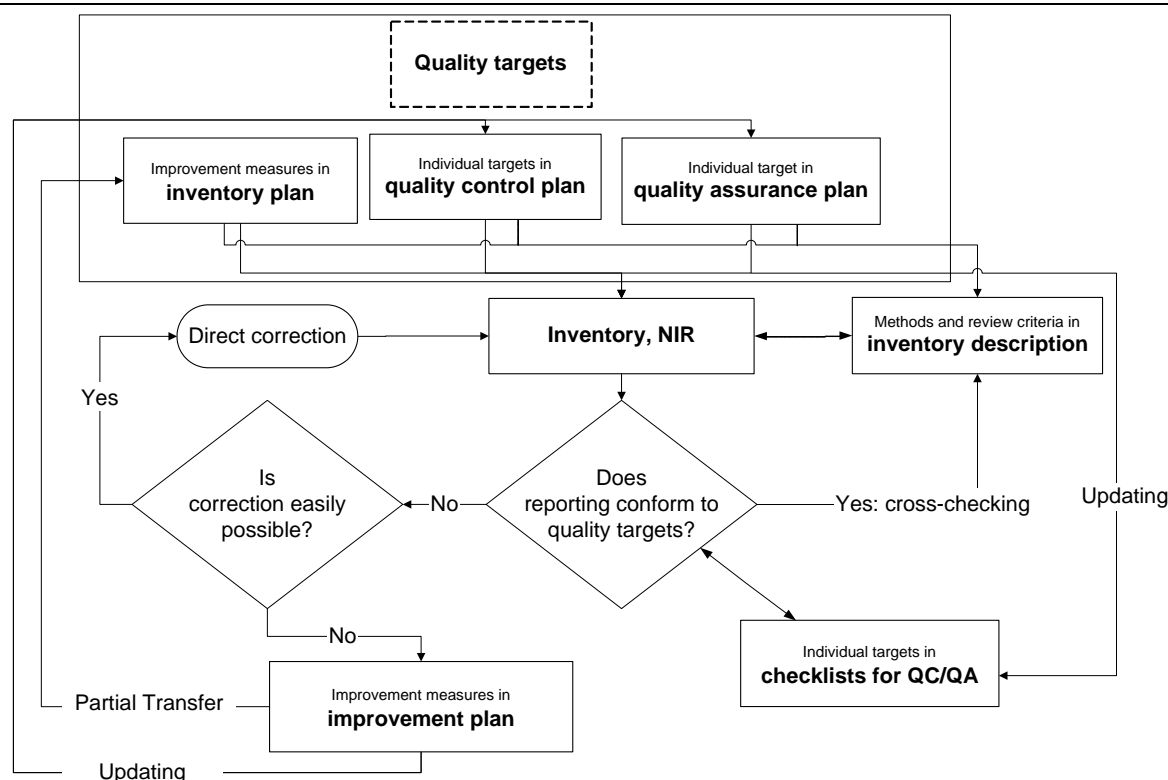 Quality targets
Improvement measures in
inventory plan
Individual targets in
quality control plan
Individual target in
quality assurance plan
Direct correction
Inventory, NIR
Methods and review criteria in
inventory description
Yes
Is
correction easily
possible?
No
Does
reporting conform to
quality targets?
Yes: cross-checking
Updating
No
Individual targets in
checklists for QC/QA
Partial Transfer
Improvement measures in
improvement plan
Updating